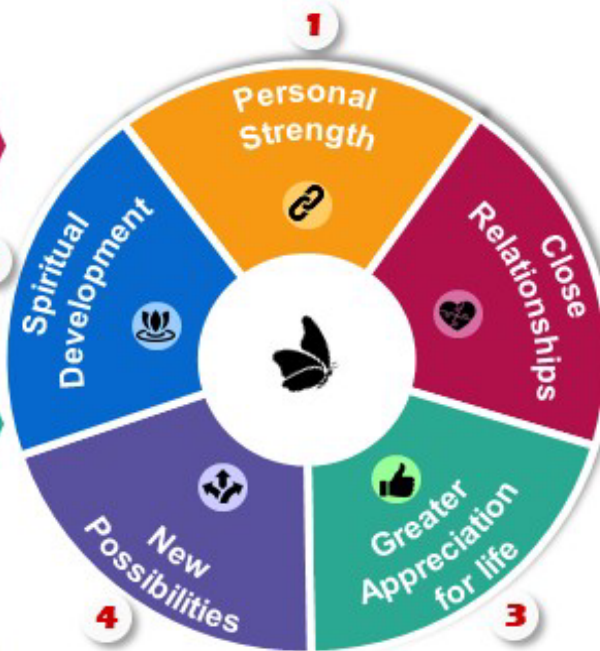 1
Personal
Strength
Close
Relationships
3
Greater
Appreciation
for life
4
New
Possibilities
Spiritual
Development